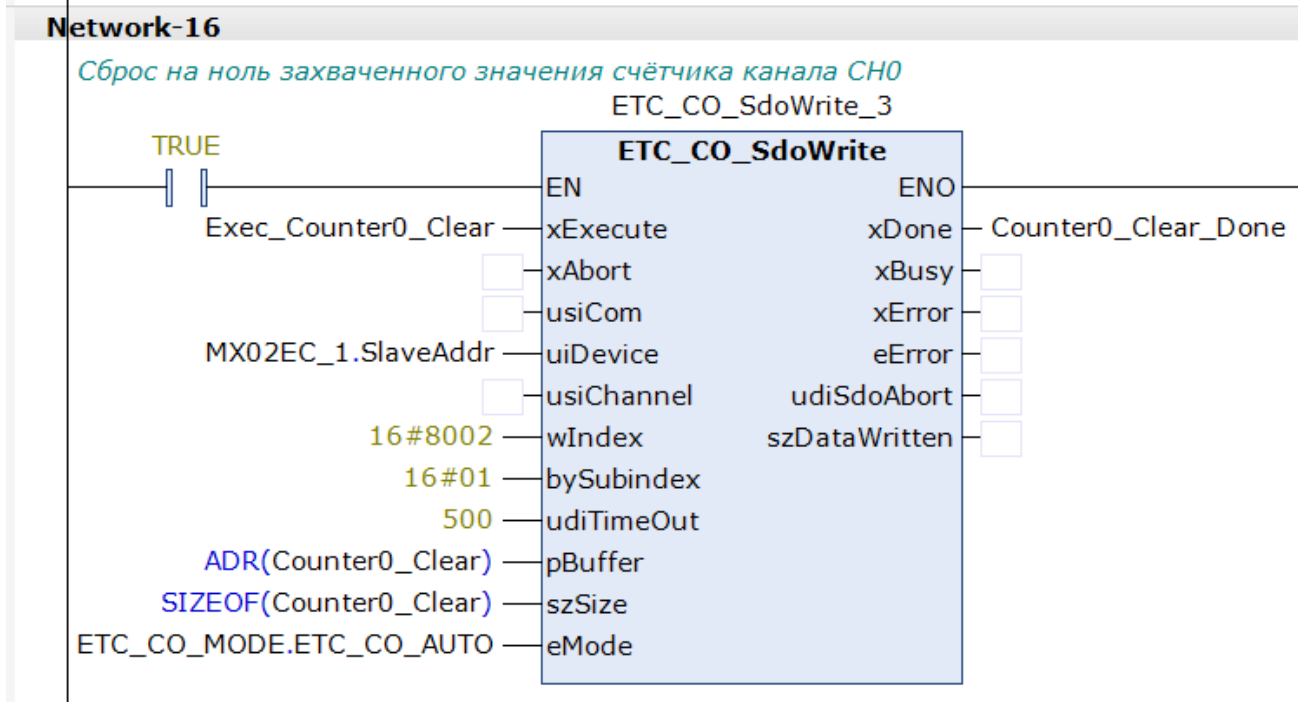 Network-16
Сброс на ноль захваченного значения счётчика канала CH0
ETC_CO_SdoWrite_3
TRUE
ETC_CO_SdoWrite
EN ENO
Exec_Counter0_Clear xExecute xDone Counter0_Clear_Done
xAbort xBusy
usiCom xError
MX02EC_1.SlaveAddr uiDevice eError
usiChannel udiSdoAbort
16#8002 wIndex szDataWritten
16#01 bySubindex
500 udiTimeOut
ADR(Counter0_Clear) pBuffer
SIZEOF(Counter0_Clear) szSize
ETC_CO_MODE.ETC_CO_AUTO eMode